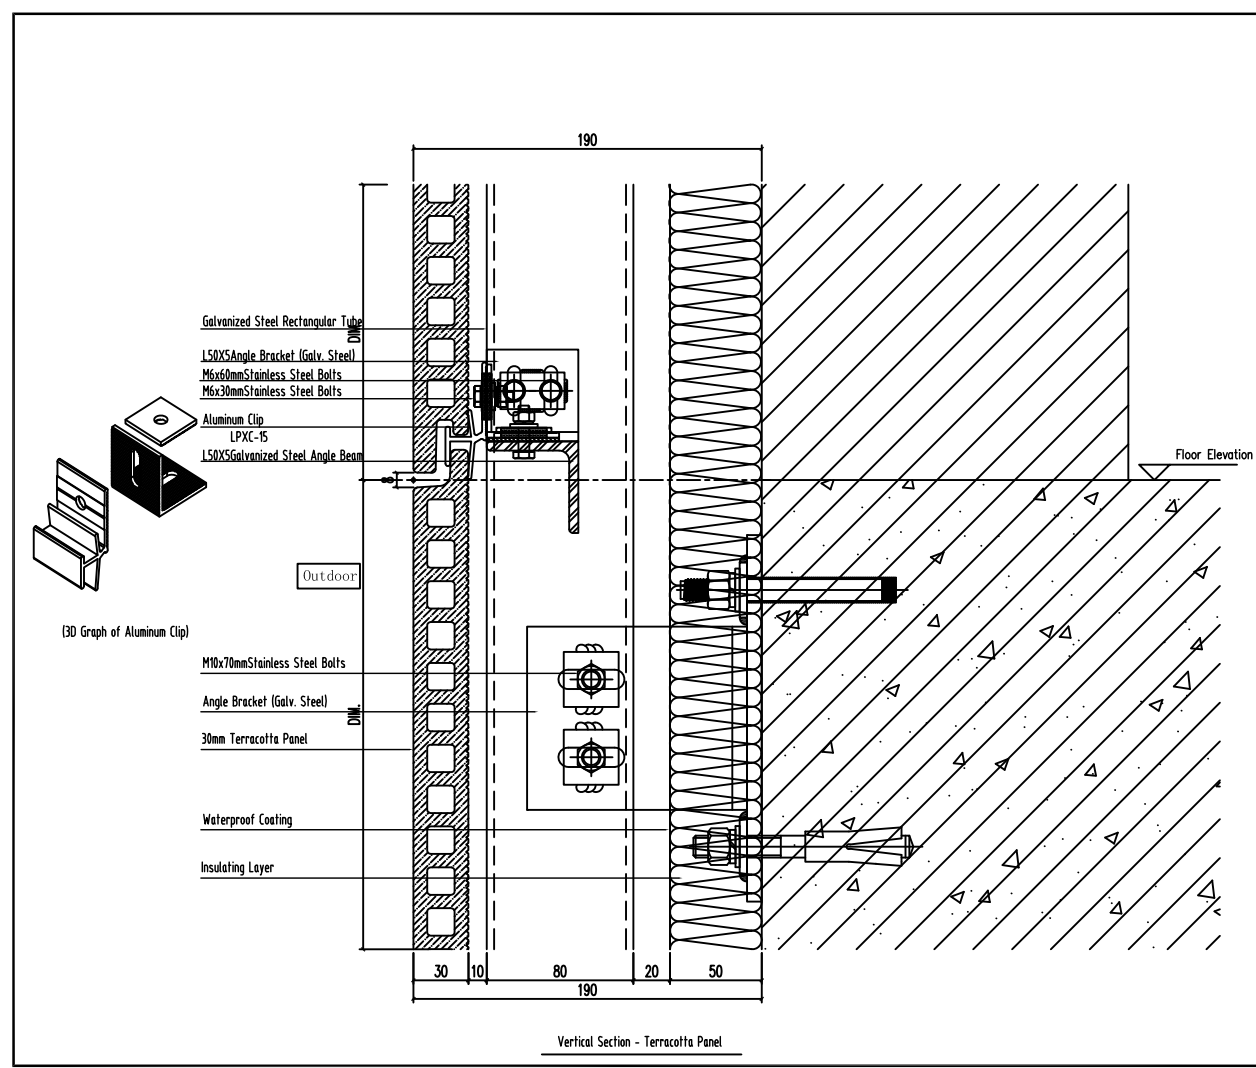 190
Galvanized Steel Rectangular Tube
DIM.
L50X5Angle Bracket (Galv. Steel)
M6x60mmStainless Steel Bolts
M6x30mmStainless Steel Bolts
Aluminum Clip
LPXC-15
L50X5Galvanized Steel Angle Beam
Floor Elevation
8
Outdoor
(3D Graph of Aluminum Clip)
M10x70mmStainless Steel Bolts
Angle Bracket (Galv. Steel)
DIM.
30mm Terracotta Panel
Waterproof Coating
Insulating Layer
30 10 80 20 50
190
Vertical Section - Terracotta Panel